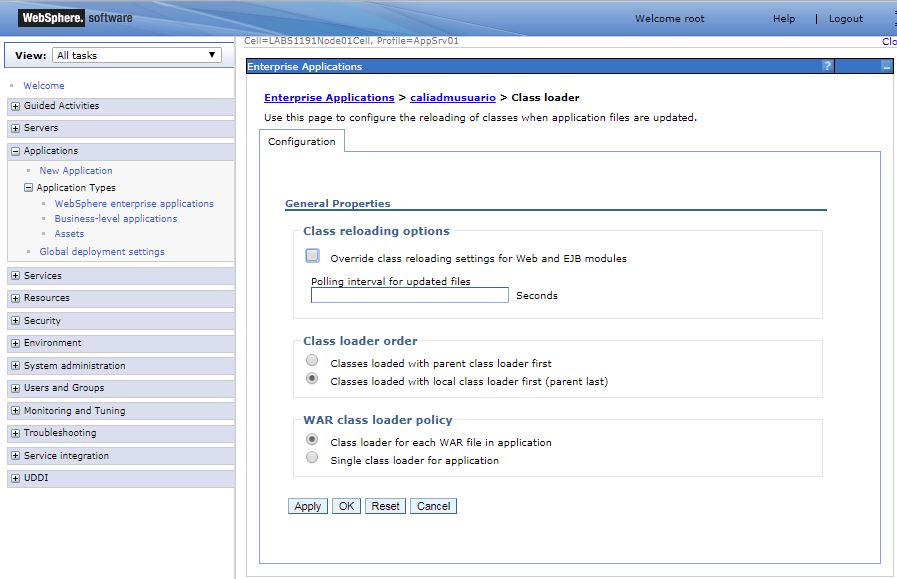 WebSphere. software
Welcome root Help | Logout
Cell=LABS1191Node01Cell, Profile=AppSrv01
Clo
View: All tasks
Welcome
Guided Activities
Servers
Applications
New Application
Application Types
WebSphere enterprise applications
Business-level applications
Assets
Global deployment settings
Services
Resources
Security
Environment
System administration
Users and Groups
Monitoring and Tuning
Troubleshooting
Service integration
UDDI
Enterprise Applications ? _
Enterprise Applications > caliadmusuario > Class loader
Use this page to configure the reloading of classes when application files are updated.
Configuration
General Properties
Class reloading options
Override class reloading settings for Web and EJB modules
Polling interval for updated files
Seconds
Class loader order
Classes loaded with parent class loader first
Classes loaded with local class loader first (parent last)
WAR class loader policy
Class loader for each WAR file in application
Single class loader for application
Apply OK Reset Cancel